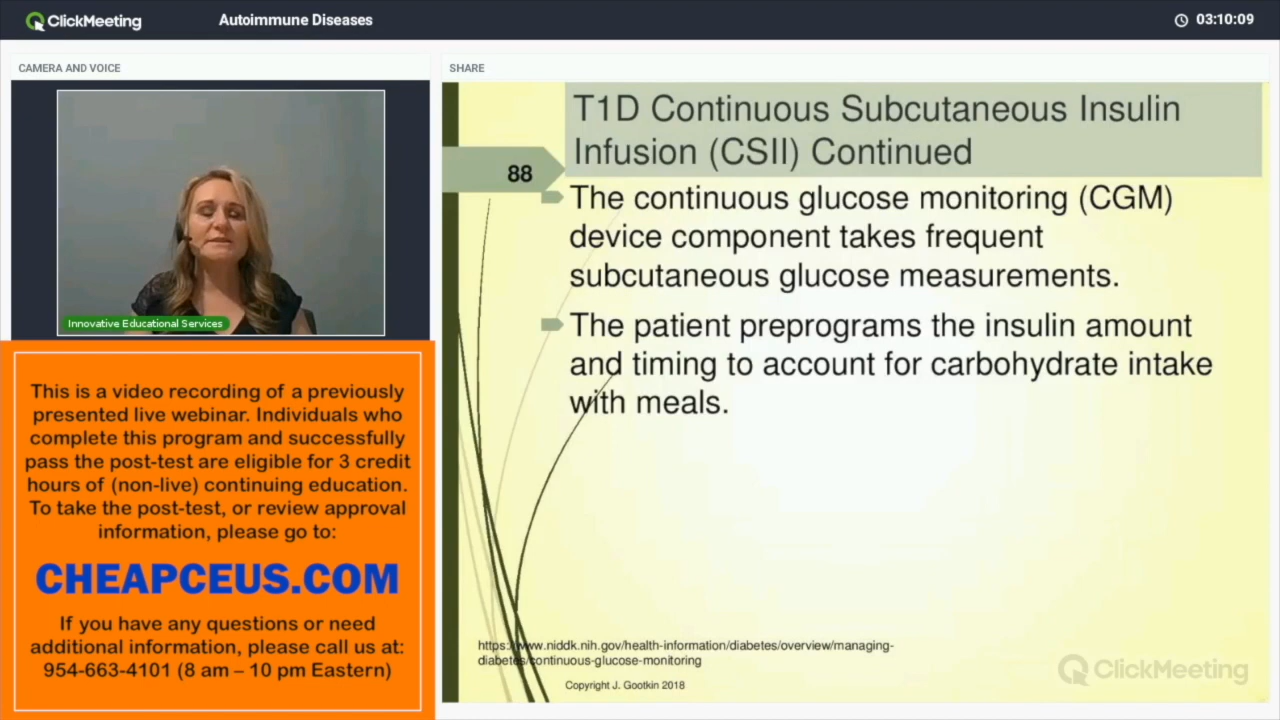 ClickMeeting
Autoimmune Diseases
03:10:09
CAMERA AND VOICE
SHARE
Innovative Educational Services
This is a video recording of a previously
presented live webinar. Individuals who
complete this program and successfully
pass the post-test are eligible for 3 credit
hours of (non-live) continuing education.
To take the post-test, or review approval
information, please go to:
CHEAPCEUS.COM
If you have any questions or need
additional information, please call us at:
954-663-4101 (8 am – 10 pm Eastern)
T1D Continuous Subcutaneous Insulin
Infusion (CSII) Continued
88
The continuous glucose monitoring (CGM)
device component takes frequent
subcutaneous glucose measurements.
The patient preprograms the insulin amount
and timing to account for carbohydrate intake
with meals.
https://www.niddk.nih.gov/health-information/diabetes/overview/managing-
diabetes/continuous-glucose-monitoring
Copyright J. Gootkin 2018
ClickMeeting